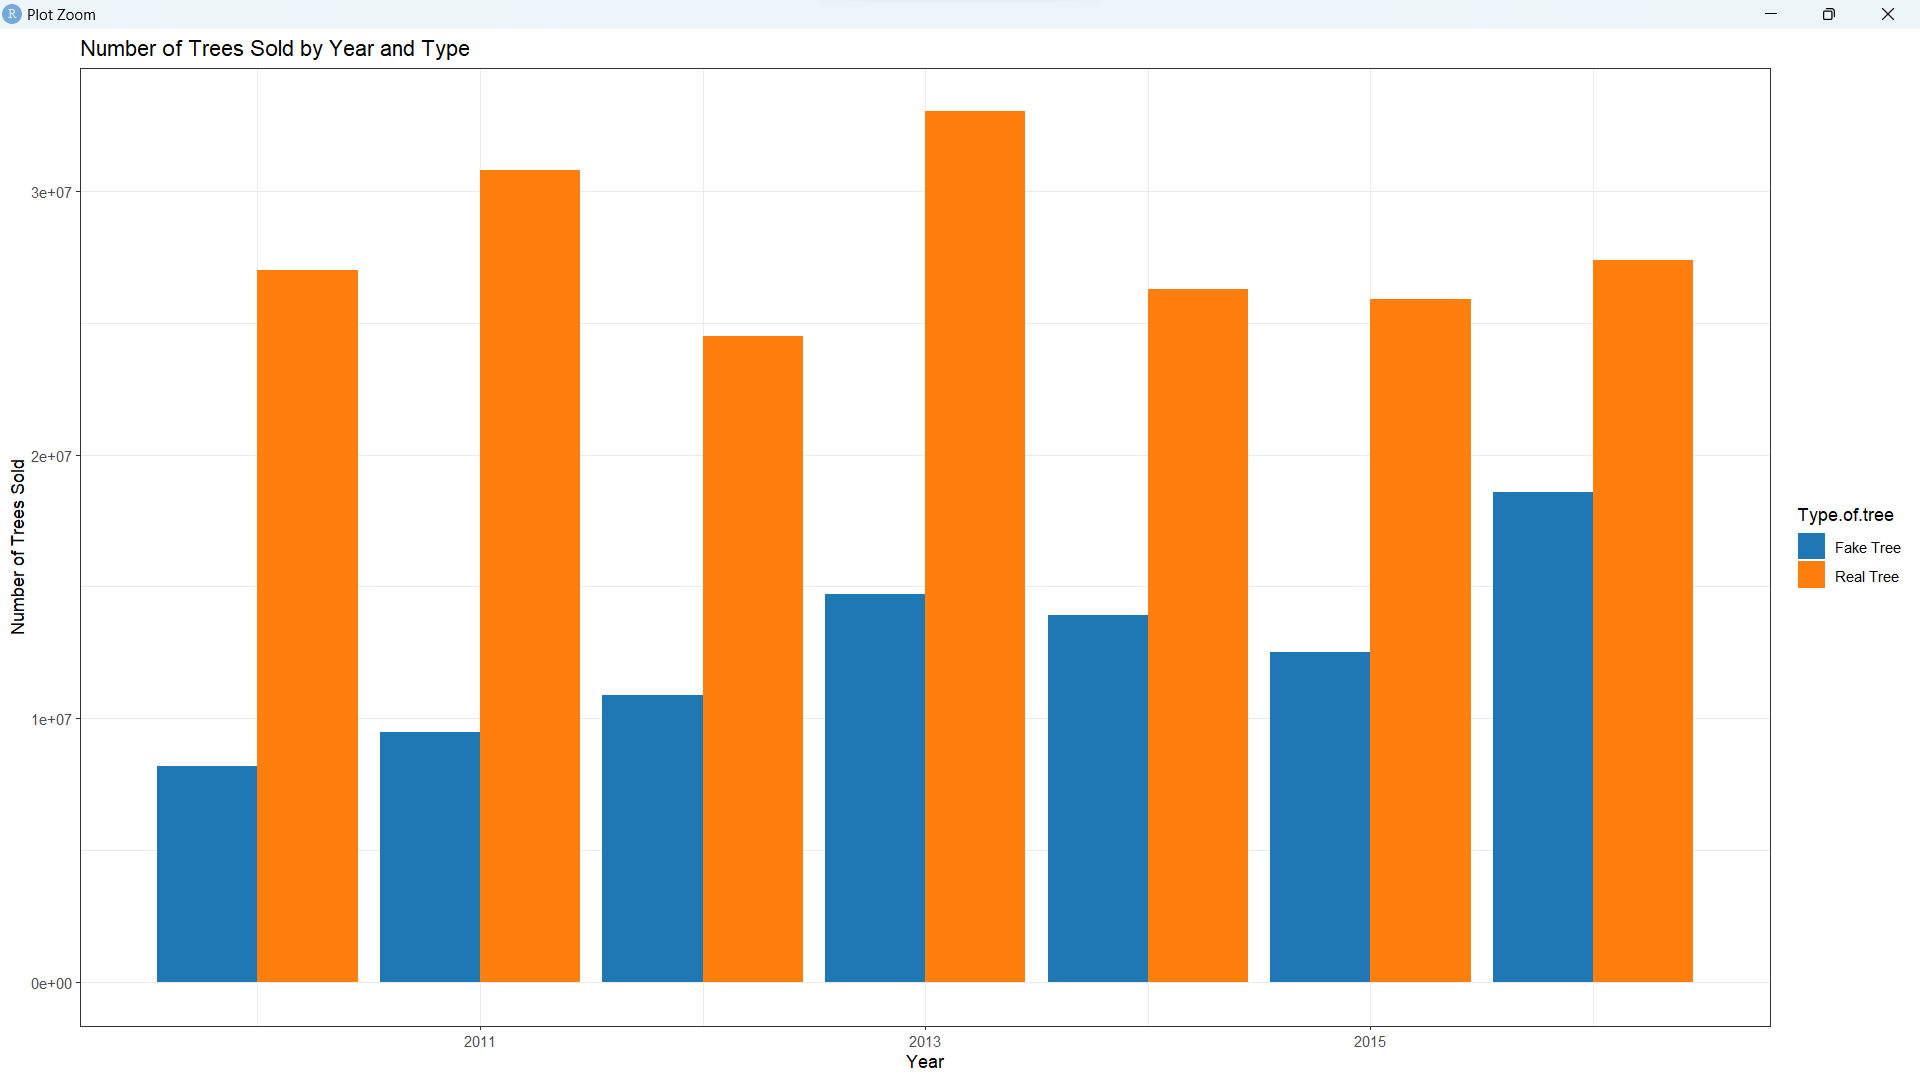 R Plot Zoom
Number of Trees Sold by Year and Type
Number of Trees Sold
3e+07
2e+07
1e+07
0e+00
2011 2013 2015
Year
Type.of.tree
Fake Tree
Real Tree